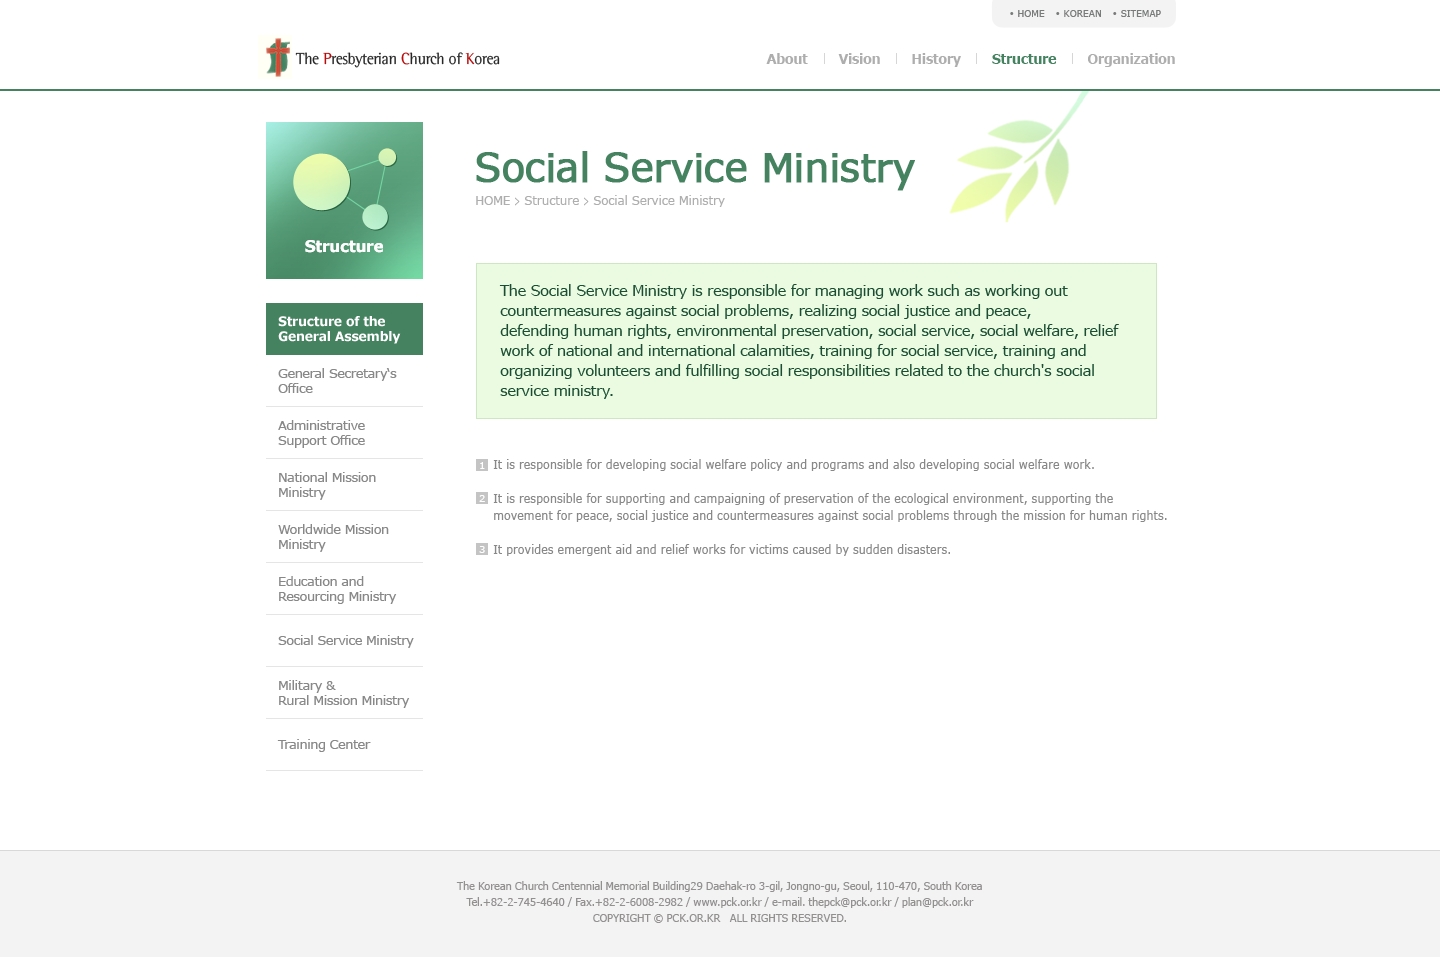 • HOME • KOREAN • SITEMAP
The Presbyterian Church of Korea
About Vision History Structure Organization
Structure
Structure of the
General Assembly
General Secretary's
Office
Administrative
Support Office
National Mission
Ministry
Worldwide Mission
Ministry
Education and
Resourcing Ministry
Social Service Ministry
Military &
Rural Mission Ministry
Training Center
Social Service Ministry
HOME > Structure > Social Service Ministry
The Social Service Ministry is responsible for managing work such as working out
countermeasures against social problems, realizing social justice and peace,
defending human rights, environmental preservation, social service, social welfare, relief
work of national and international calamities, training for social service, training and
organizing volunteers and fulfilling social responsibilities related to the church's social
service ministry.
1 It is responsible for developing social welfare policy and programs and also developing social welfare work.
2 It is responsible for supporting and campaigning of preservation of the ecological environment, supporting the
movement for peace, social justice and countermeasures against social problems through the mission for human rights.
3 It provides emergent aid and relief works for victims caused by sudden disasters.
The Korean Church Centennial Memorial Building29 Daehak-ro 3-gil, Jongno-gu, Seoul, 110-470, South Korea
Tel.+82-2-745-4640 / Fax.+82-2-6008-2982 / www.pck.or.kr / e-mail. thepck@pck.or.kr / plan@pck.or.kr
COPYRIGHT © PCK.OR.KR ALL RIGHTS RESERVED.